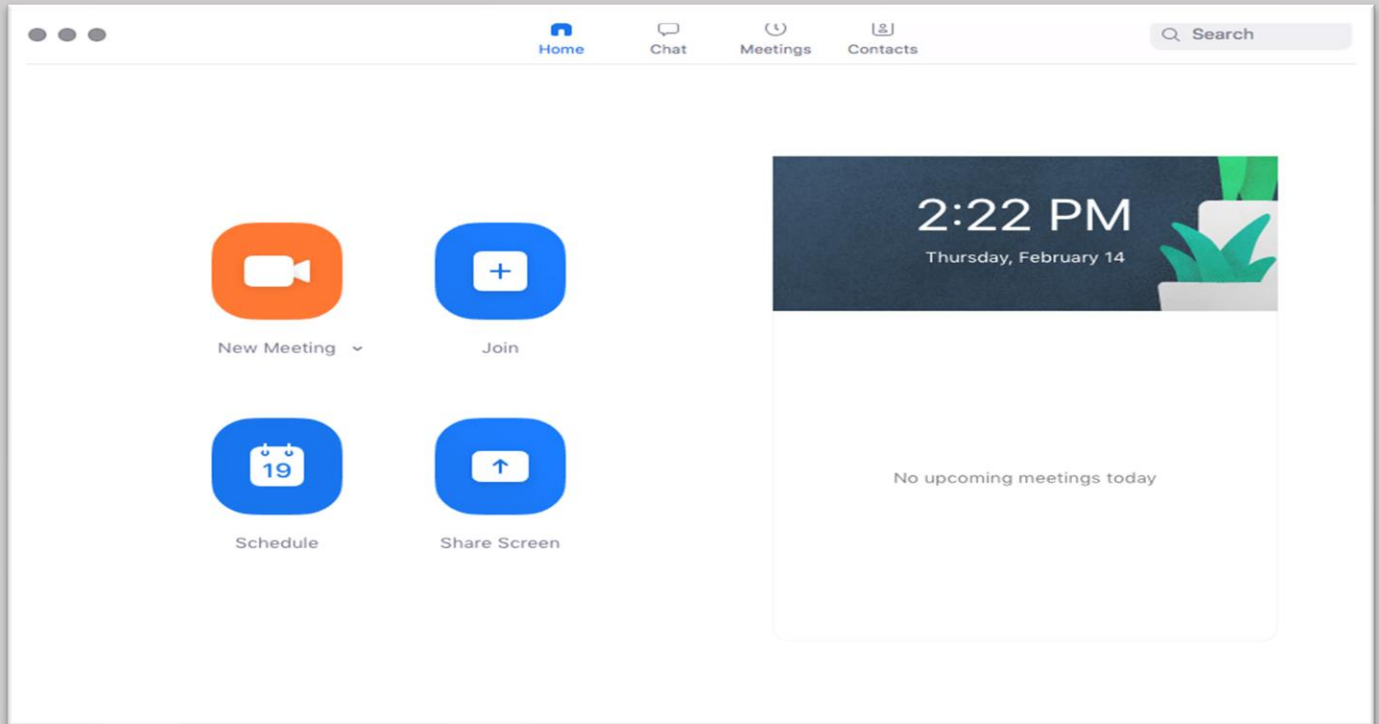 Home Chat Meetings Contacts Search
2:22 PM
Thursday, February 14
New Meeting Join
19
Schedule Share Screen
No upcoming meetings today